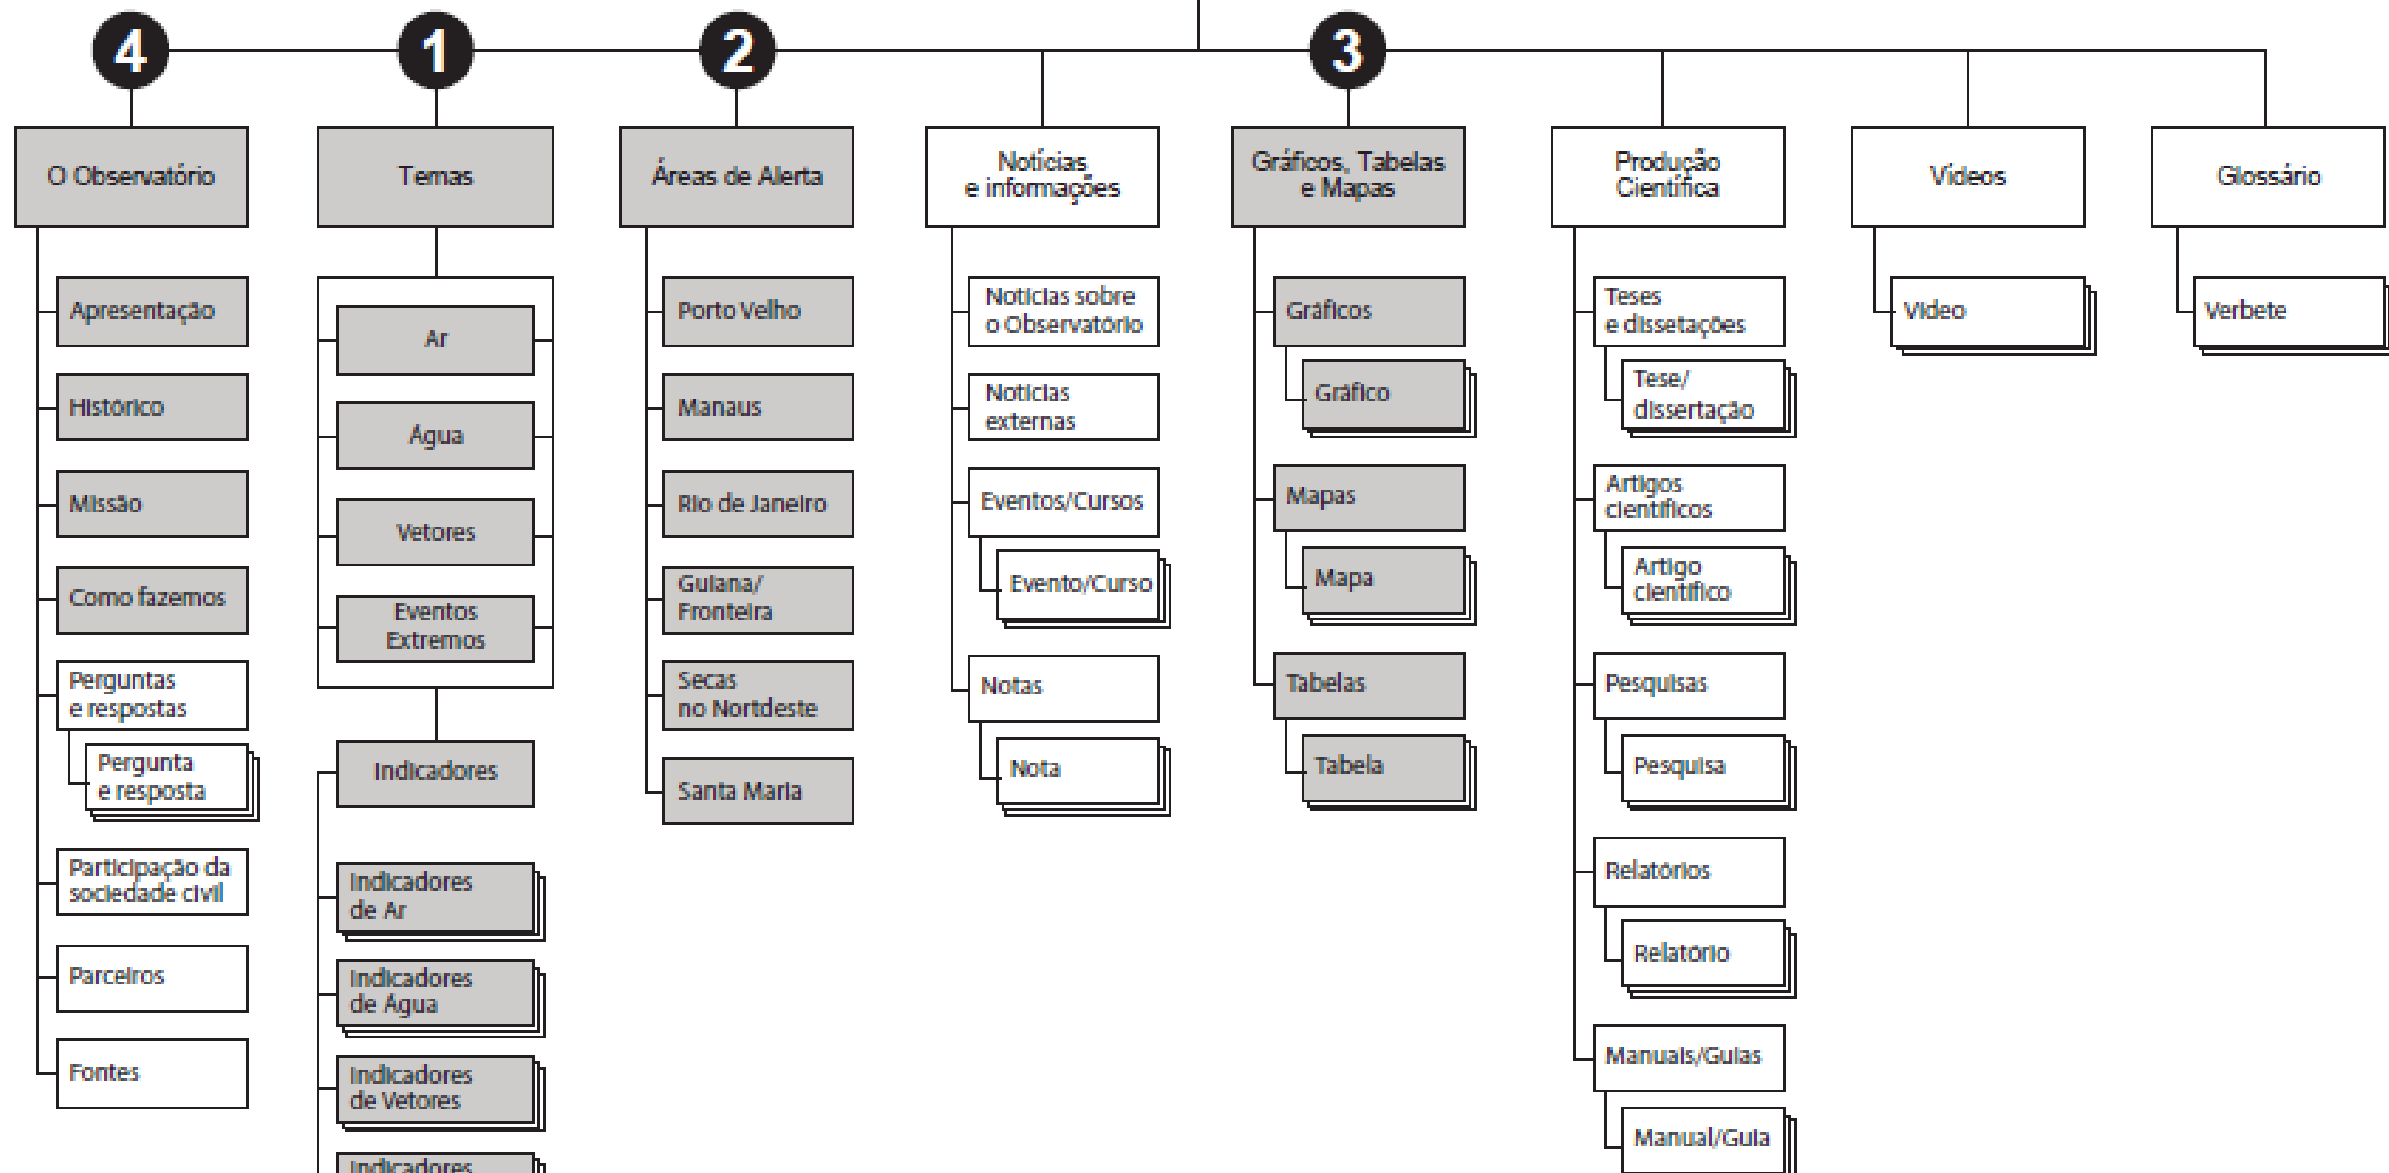 4
1
2
3
O Observatório
Temas
Áreas de Alerta
Notícias
e informações
Gráficos, Tabelas
e Mapas
Produção
Científica
Vídeos
Glossário
Apresentação
Histórico
Missão
Como fazemos
Perguntas
e respostas
Pergunta
e resposta
Participação da
sociedade civil
Parceiros
Fontes
Ar
Água
Vetores
Eventos
Extremos
Indicadores
Indicadores
de Ar
Indicadores
de Água
Indicadores
de Vetores
Indicadores
Porto Velho
Manaus
Rio de Janeiro
Guiana/
Fronteira
Secas
no Nortdeste
Santa Maria
Notícias sobre
o Observatório
Notícias
externas
Eventos/Cursos
Evento/Curso
Notas
Nota
Gráficos
Gráfico
Mapas
Mapa
Tabelas
Tabela
Teses
e dissetações
Tese/
dissertação
Artigos
científicos
Artigo
científico
Pesquisas
Pesquisa
Relatórios
Relatório
Manuais/Guias
Manual/Guia
Vídeo
Verbete